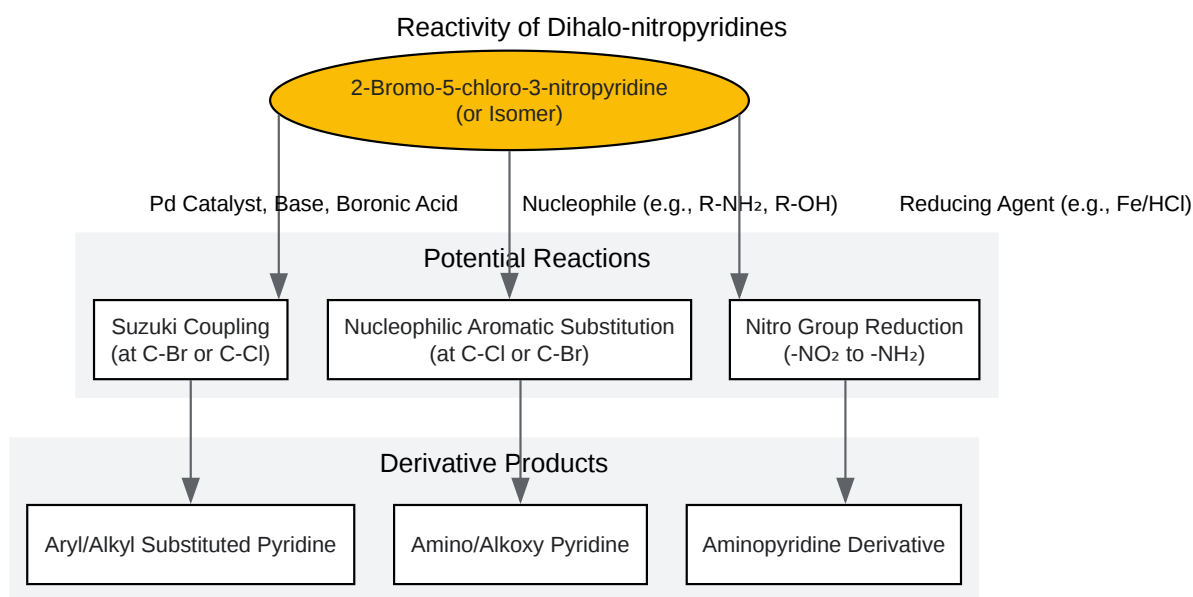 Reactivity of Dihalo-nitropyridines
2-Bromo-5-chloro-3-nitropyridine
(or Isomer)
Pd Catalyst, Base, Boronic Acid
Nucleophile (e.g., R-NH₂, R-OH)
Reducing Agent (e.g., Fe/HCl)
Potential Reactions
Suzuki Coupling
(at C-Br or C-Cl)
Nucleophilic Aromatic Substitution
(at C-Cl or C-Br)
Nitro Group Reduction
(-NO₂ to -NH₂)
Derivative Products
Aryl/Alkyl Substituted Pyridine
Amino/Alkoxy Pyridine
Aminopyridine Derivative